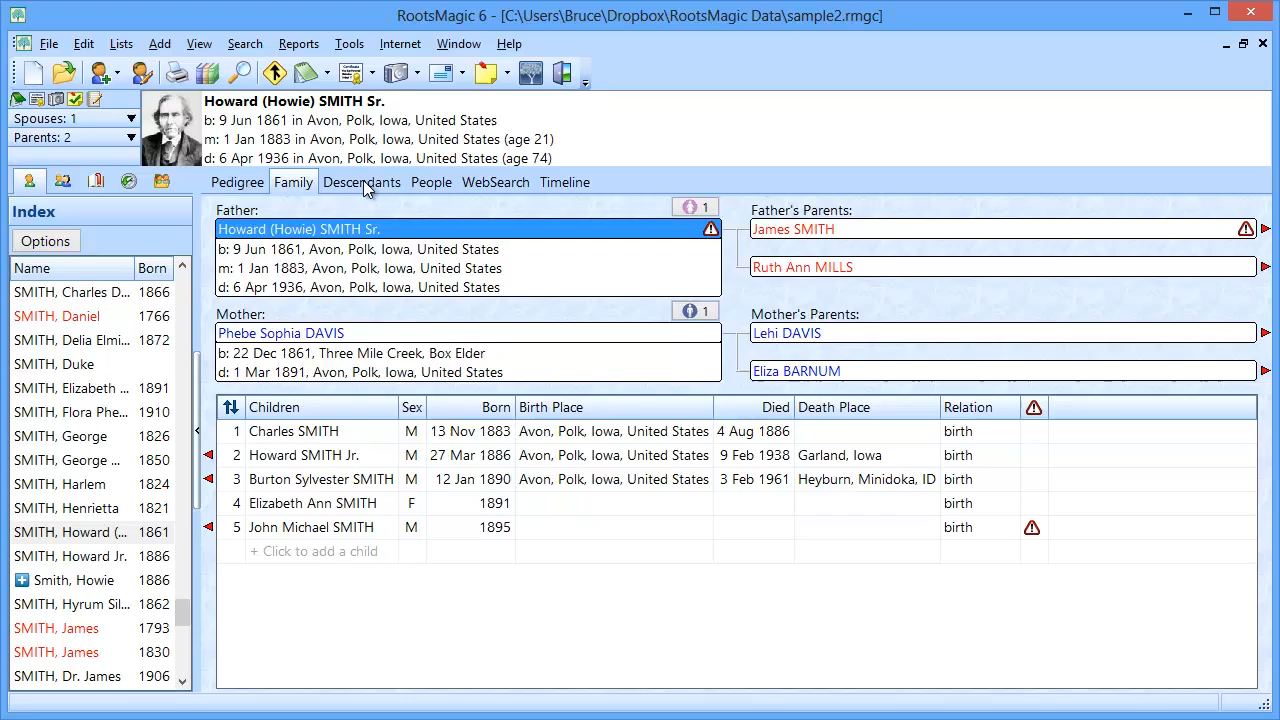 RootsMagic 6 - [C:\Users\Bruce\Dropbox\RootsMagic Data\sample2.rmgc]
File Edit Lists Add View Search Reports Tools Internet Window Help
Howard (Howie) SMITH Sr.
Spouses: 1
b: 9 Jun 1861 in Avon, Polk, Iowa, United States
Parents: 2
m: 1 Jan 1883 in Avon, Polk, Iowa, United States (age 21)
d: 6 Apr 1936 in Avon, Polk, Iowa, United States (age 74)
Pedigree Family Descendants People WebSearch Timeline
Index
Options
Name Born
SMITH, Charles D... 1866
SMITH, Daniel 1766
SMITH, Delia Elmi... 1872
SMITH, Duke
SMITH, Elizabeth ... 1891
SMITH, Flora Phe... 1910
SMITH, George 1826
SMITH, George ... 1850
SMITH, Harlem 1824
SMITH, Henrietta 1821
SMITH, Howard (... 1861
SMITH, Howard Jr. 1886
Smith, Howie 1886
SMITH, Hyrum Sil... 1862
SMITH, James 1793
SMITH, James 1830
SMITH, Dr. James 1906
Father: 1
Howard (Howie) SMITH Sr.
b: 9 Jun 1861, Avon, Polk, Iowa, United States
m: 1 Jan 1883, Avon, Polk, Iowa, United States
d: 6 Apr 1936, Avon, Polk, Iowa, United States
Father's Parents:
James SMITH
Ruth Ann MILLS
Mother: 1
Phebe Sophia DAVIS
b: 22 Dec 1861, Three Mile Creek, Box Elder
d: 1 Mar 1891, Avon, Polk, Iowa, United States
Mother's Parents:
Lehi DAVIS
Eliza BARNUM
Children Sex Born Birth Place Died Death Place Relation
1 Charles SMITH M 13 Nov 1883 Avon, Polk, Iowa, United States 4 Aug 1886 birth
2 Howard SMITH Jr. M 27 Mar 1886 Avon, Polk, Iowa, United States 9 Feb 1938 Garland, Iowa birth
3 Burton Sylvester SMITH M 12 Jan 1890 Avon, Polk, Iowa, United States 3 Feb 1961 Heyburn, Minidoka, ID birth
4 Elizabeth Ann SMITH F 1891 birth
5 John Michael SMITH M 1895 birth
+ Click to add a child